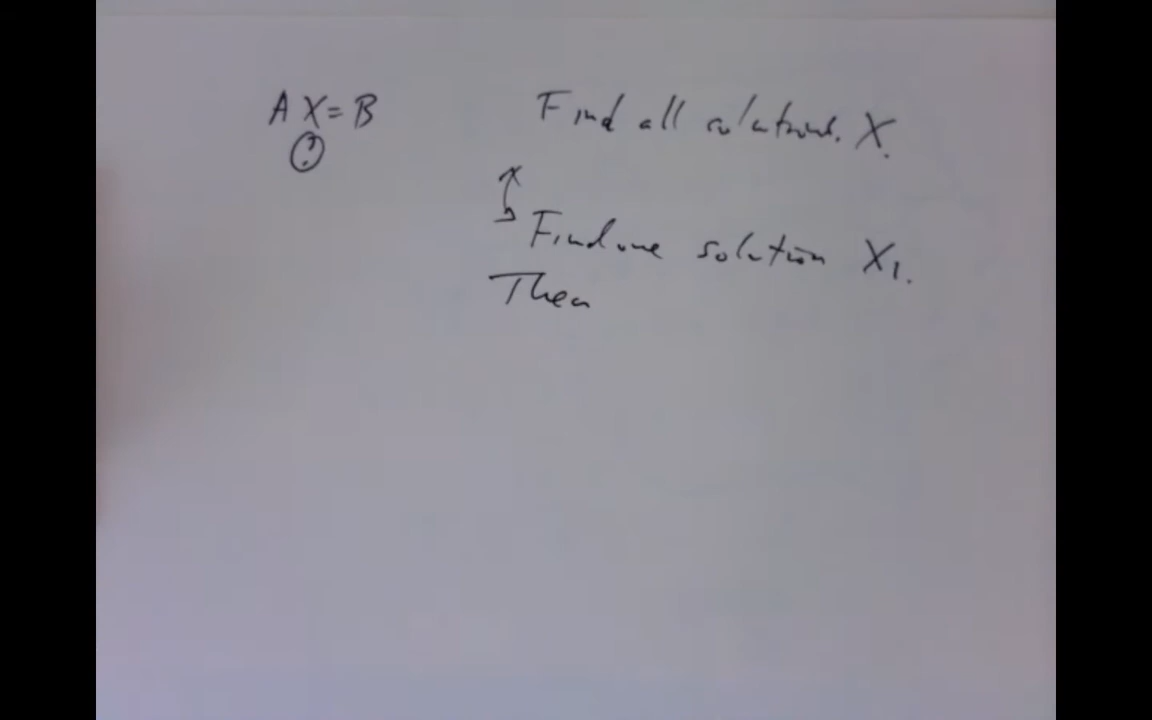 A X = B
?
Find all solutions. X.
Find one solution X1.
Then